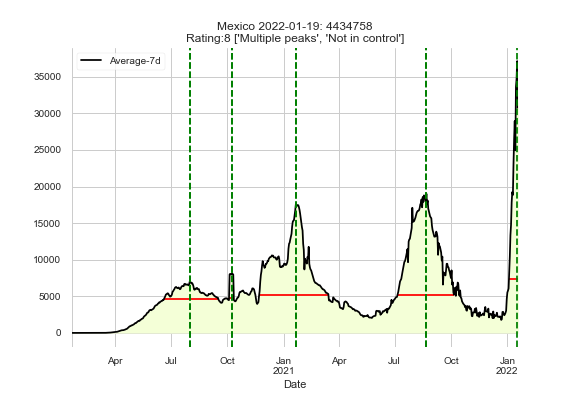 Mexico 2022-01-19: 4434758
Rating:8 ['Multiple peaks', 'Not in control']
Average-7d
35000
30000
25000
20000
15000
10000
5000
0
Apr Jul Oct Jan Apr Jul Oct Jan
2021 2022
Date